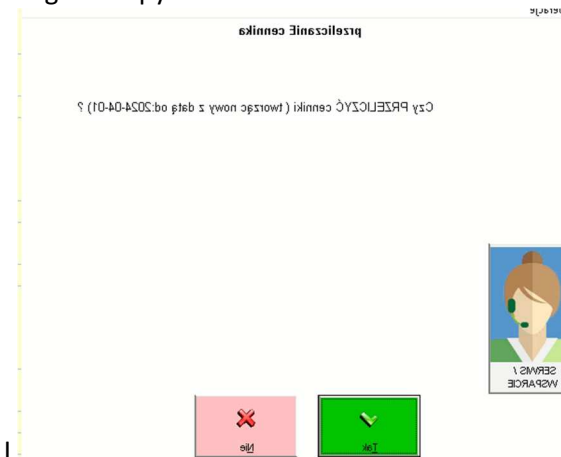 przeliczaniE cennika
Czy PRZELICZYĆ cenniki ( tworząc nowy z datą od:2024-04-01) ?
SERWIS /
WSPARCIE
Tak
Nie